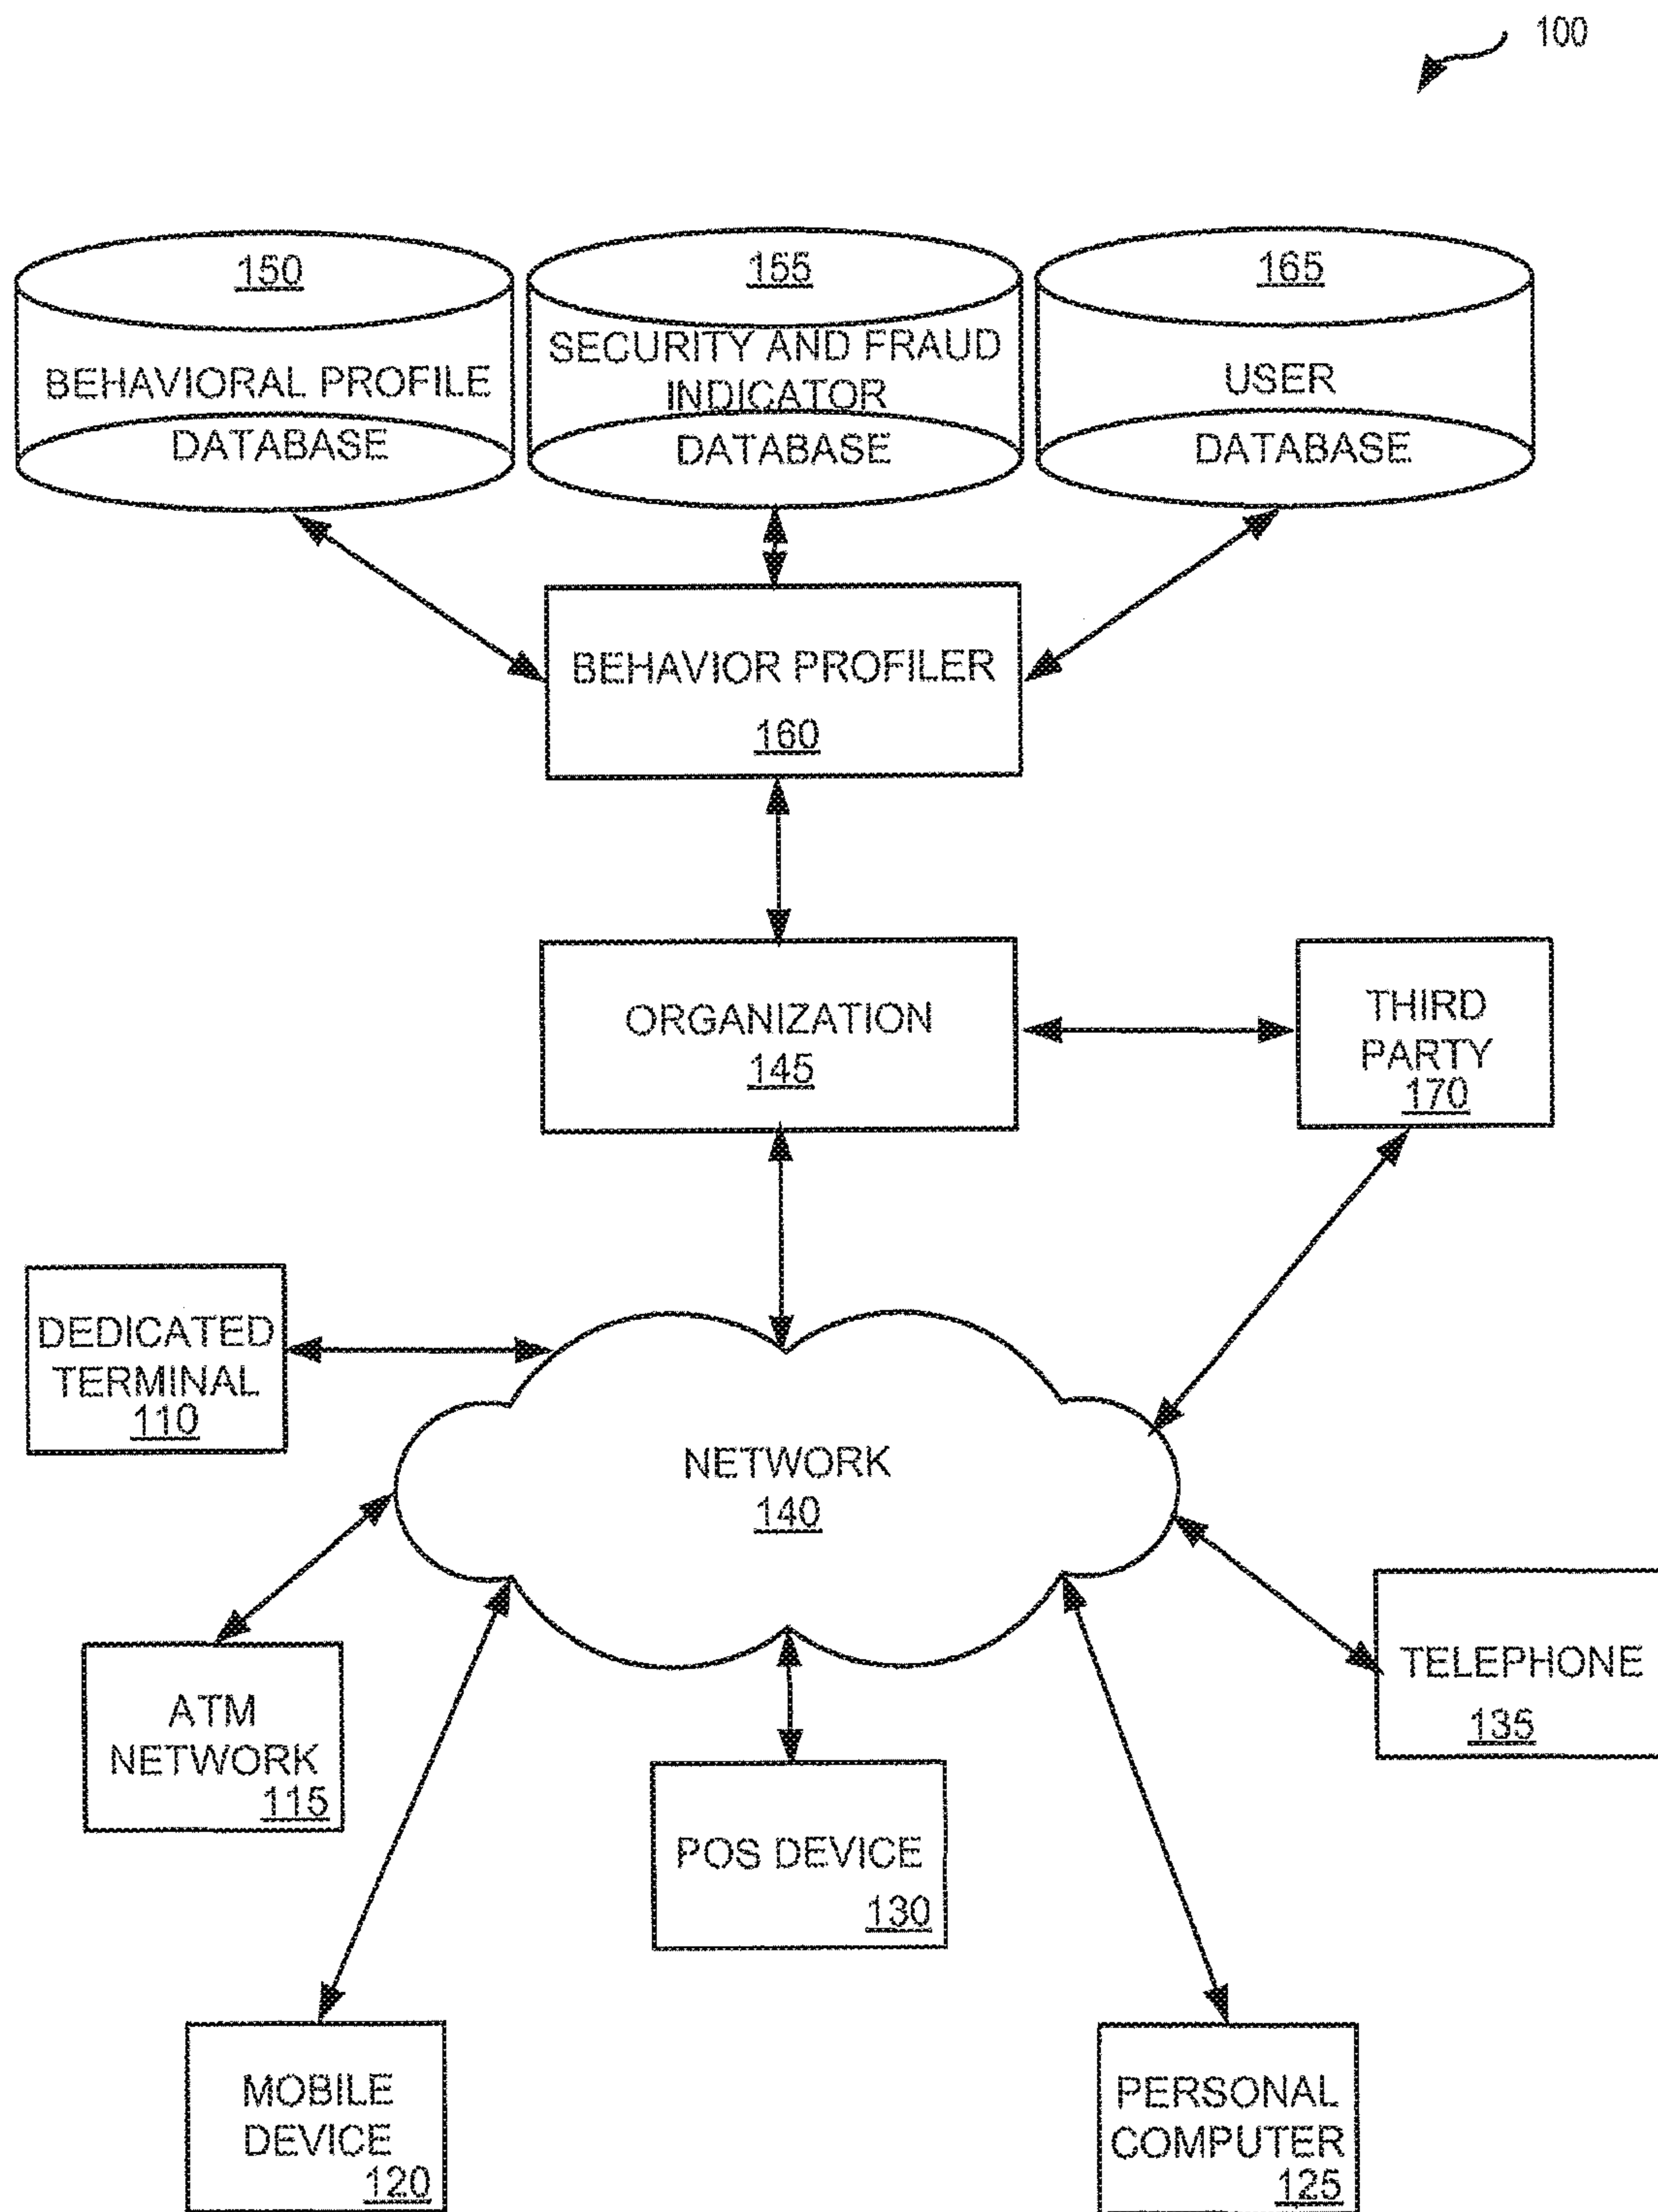 100
150
BEHAVIORAL PROFILE
DATABASE
155
SECURITY AND FRAUD
INDICATOR
DATABASE
165
USER
DATABASE
BEHAVIOR PROFILER
160
ORGANIZATION
145
THIRD
PARTY
170
DEDICATED
TERMINAL
110
NETWORK
140
ATM
NETWORK
115
TELEPHONE
135
POS DEVICE
130
MOBILE
DEVICE
120
PERSONAL
COMPUTER
125